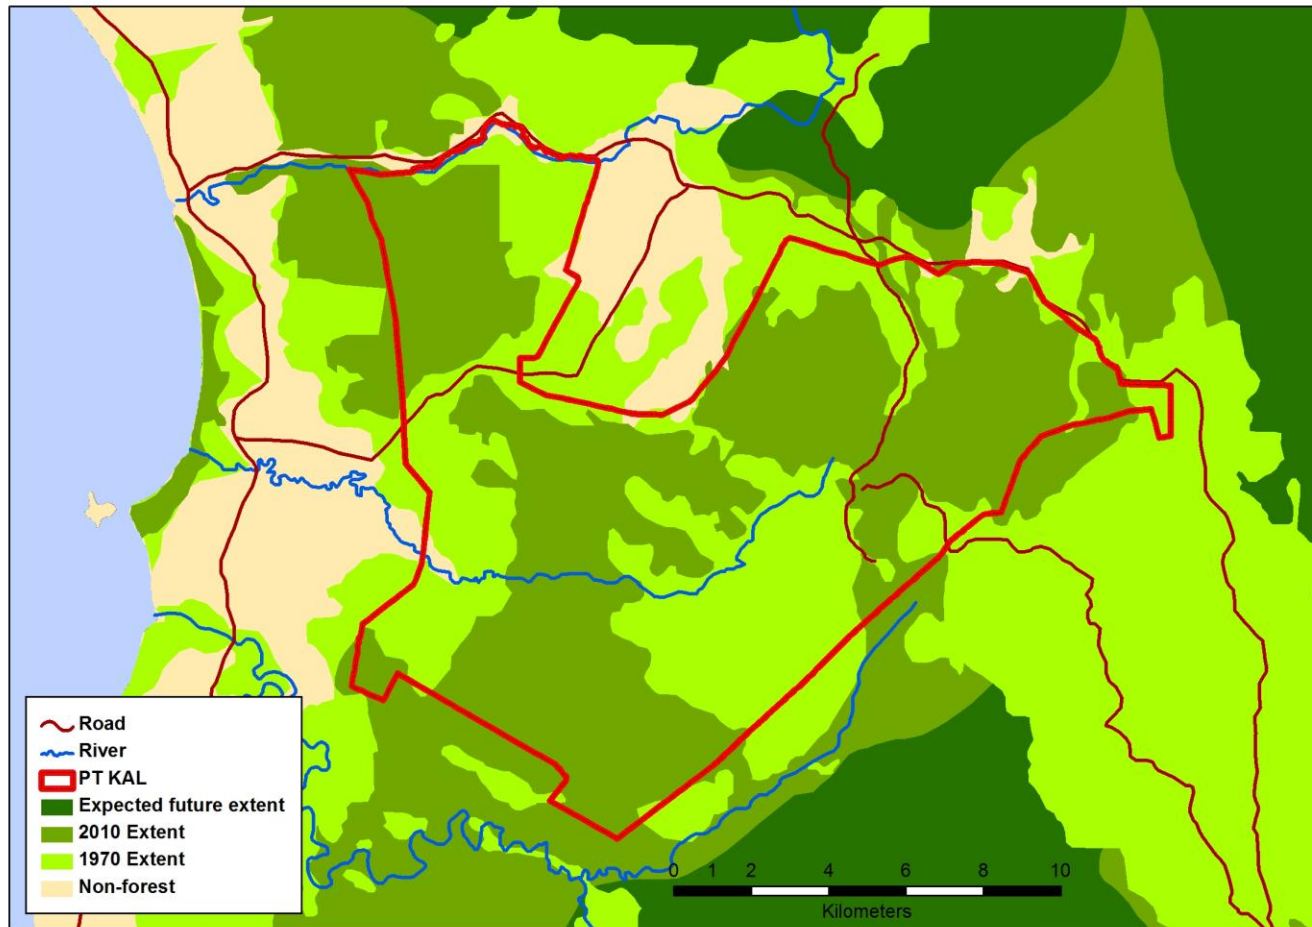 Road
River
PT KAL
Expected future extent
2010 Extent
1970 Extent
Non-forest
0 1 2 4 6 8 10
Kilometers